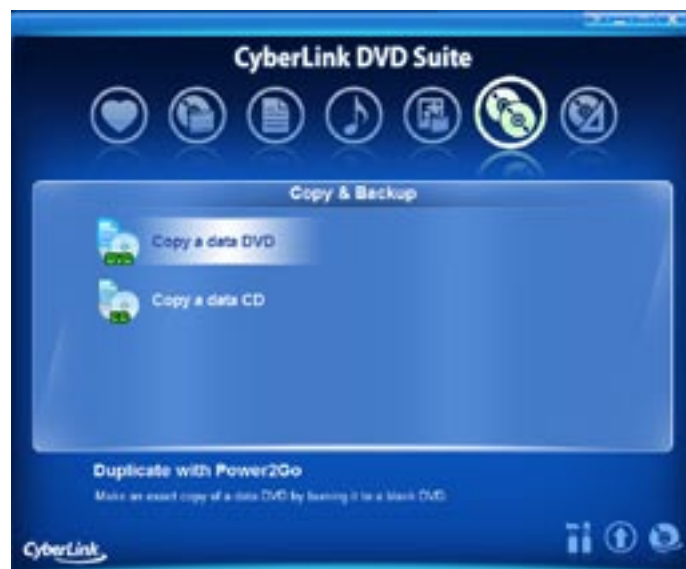 CyberLink DVD Suite
Copy & Backup
Copy a data DVD
DVD
Copy a data CD
CD
Duplicate with Power2Go
Make an exact copy of a data DVD by burning it to a blank DVD.
CyberLink